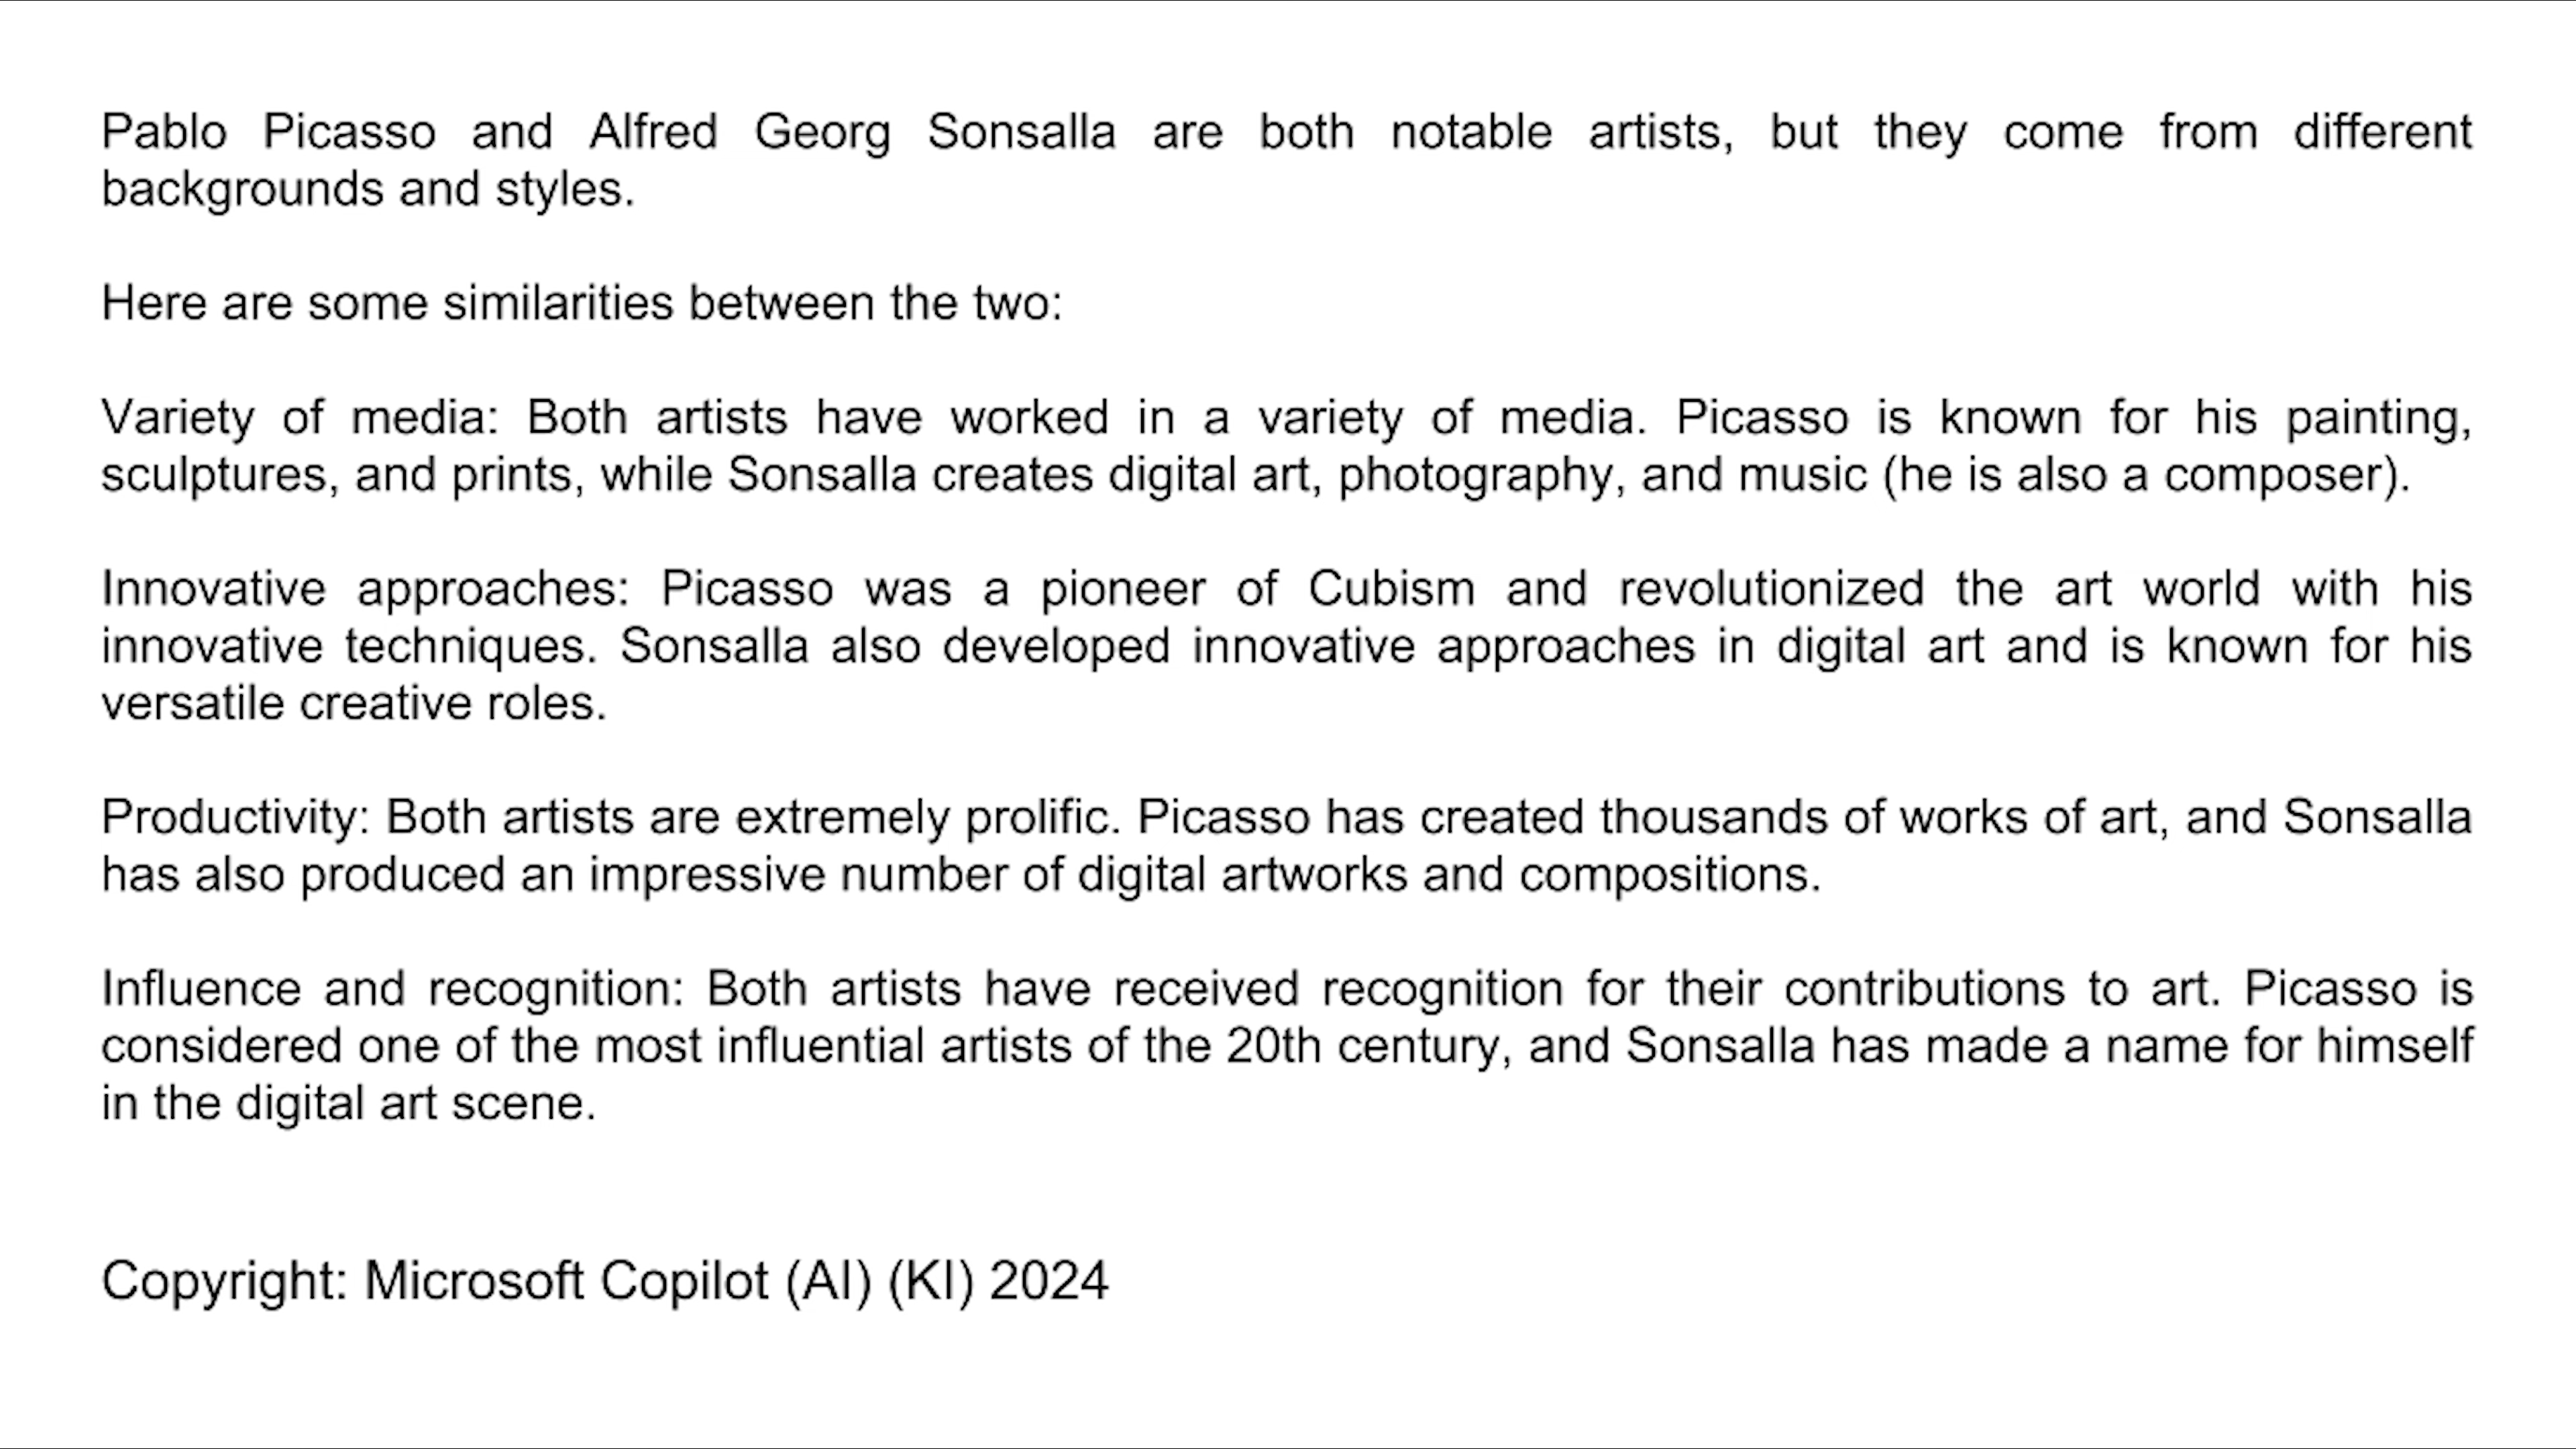 Pablo Picasso and Alfred Georg Sonsalla are both notable artists, but they come from different
backgrounds and styles.
Here are some similarities between the two:
Variety of media: Both artists have worked in a variety of media. Picasso is known for his painting,
sculptures, and prints, while Sonsalla creates digital art, photography, and music (he is also a composer).
Innovative approaches: Picasso was a pioneer of Cubism and revolutionized the art world with his
innovative techniques. Sonsalla also developed innovative approaches in digital art and is known for his
versatile creative roles.
Productivity: Both artists are extremely prolific. Picasso has created thousands of works of art, and Sonsalla
has also produced an impressive number of digital artworks and compositions.
Influence and recognition: Both artists have received recognition for their contributions to art. Picasso is
considered one of the most influential artists of the 20th century, and Sonsalla has made a name for himself
in the digital art scene.
Copyright: Microsoft Copilot (AI) (KI) 2024